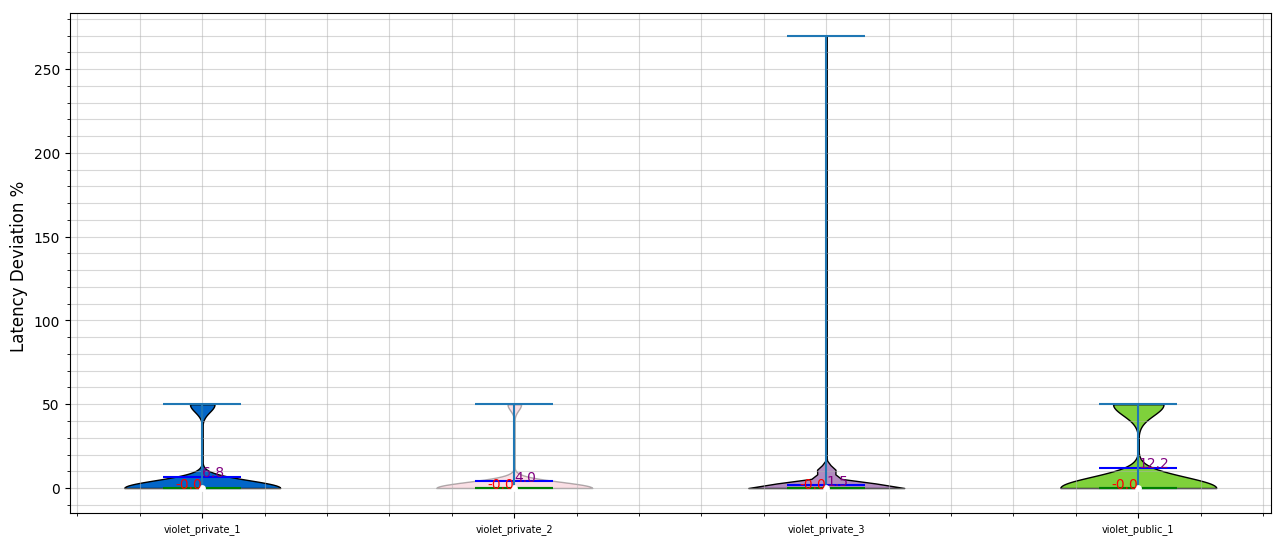 Latency Deviation %
250
200
150
100
50
0
-0.0
-0.0
4.0
-0.0
-0.0
12.2
violet_private_1
violet_private_2
violet_private_3
violet_public_1